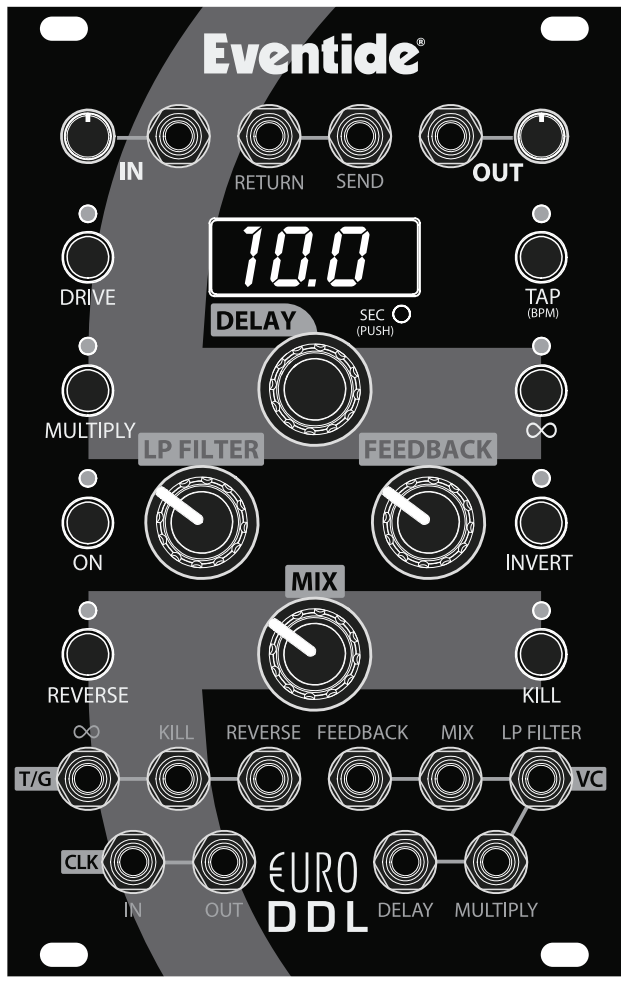 Eventide®
IN RETURN SEND OUT
10.0
DRIVE DELAY SEC TAP
(PUSH) (BPM)
MULTIPLY ∞
LP FILTER FEEDBACK
ON INVERT
MIX
REVERSE KILL
∞ KILL REVERSE FEEDBACK MIX LP FILTER
T/G VC
CLK
EURO
DDL
IN OUT DELAY MULTIPLY